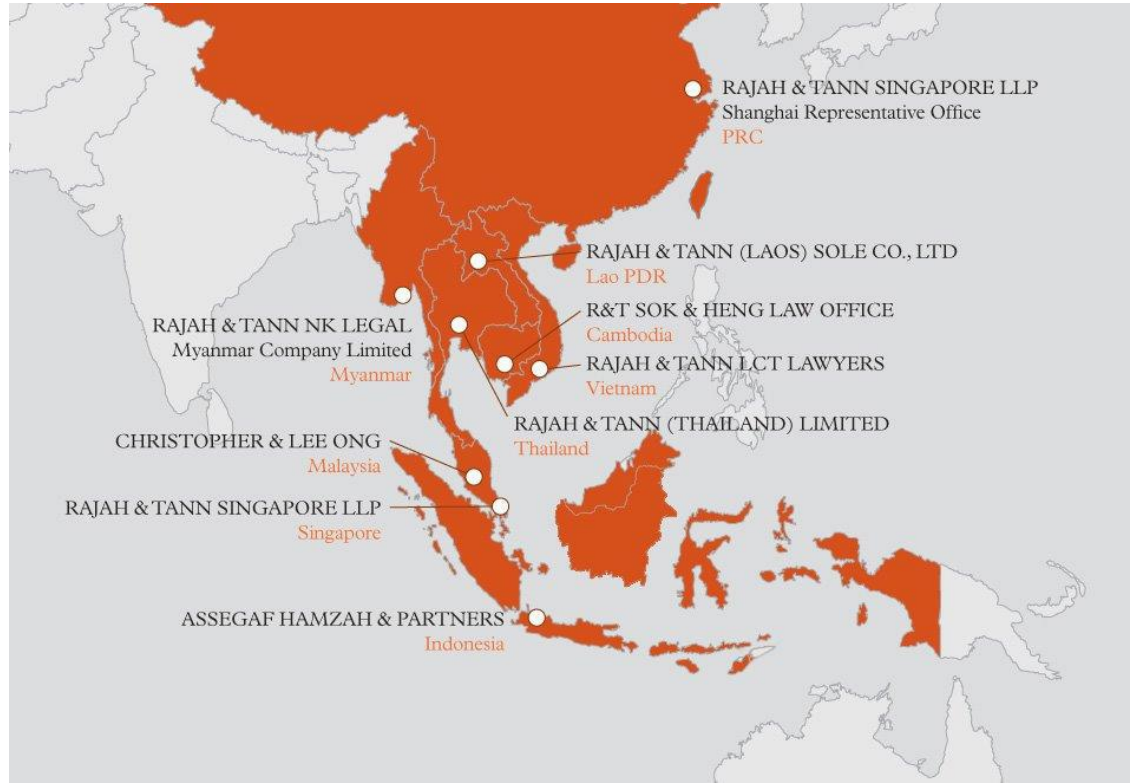 RAJAH & TANN SINGAPORE LLP
Shanghai Representative Office
PRC
RAJAH & TANN (LAOS) SOLE CO., LTD
Lao PDR
R&T SOK & HENG LAW OFFICE
Cambodia
RAJAH & TANN NK LEGAL
Myanmar Company Limited
Myanmar
RAJAH & TANN LCT LAWYERS
Vietnam
RAJAH & TANN (THAILAND) LIMITED
Thailand
CHRISTOPHER & LEE ONG
Malaysia
RAJAH & TANN SINGAPORE LLP
Singapore
ASSEGAF HAMZAH & PARTNERS
Indonesia